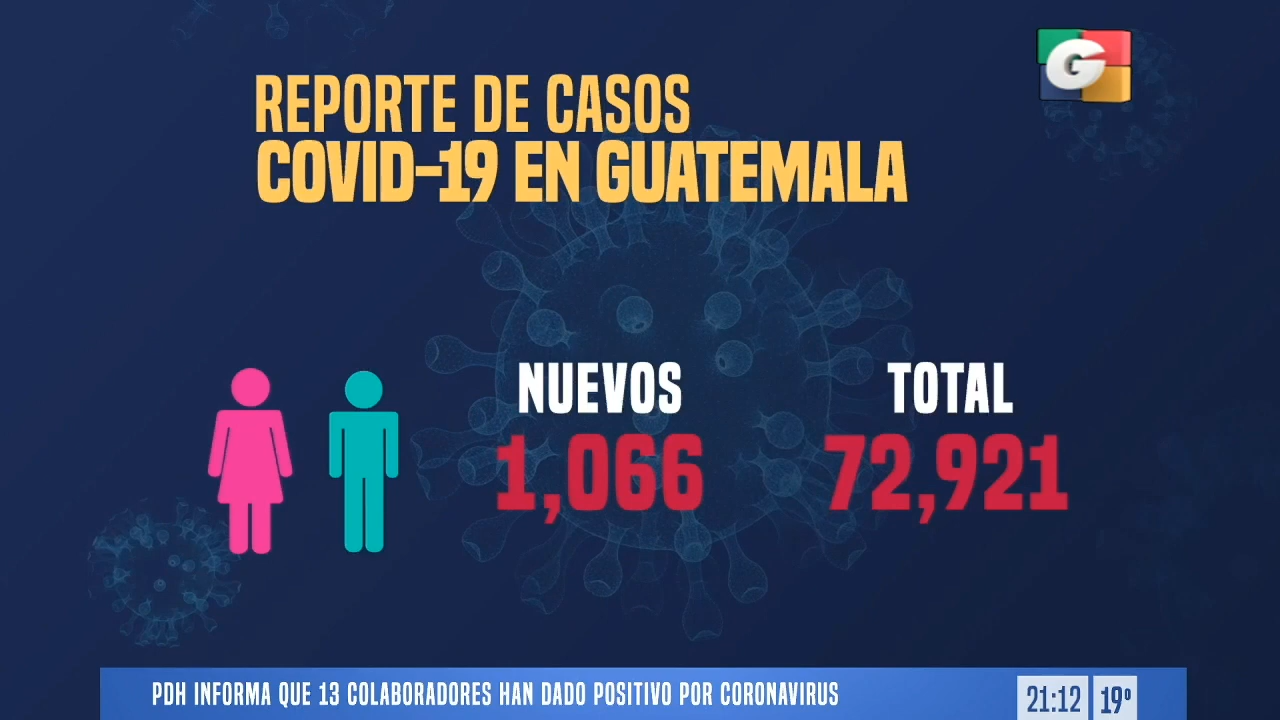 G
REPORTE DE CASOS
COVID-19 EN GUATEMALA
NUEVOS
1,066
TOTAL
72,921
PDH INFORMA QUE 13 COLABORADORES HAN DADO POSITIVO POR CORONAVIRUS
21:12 19º